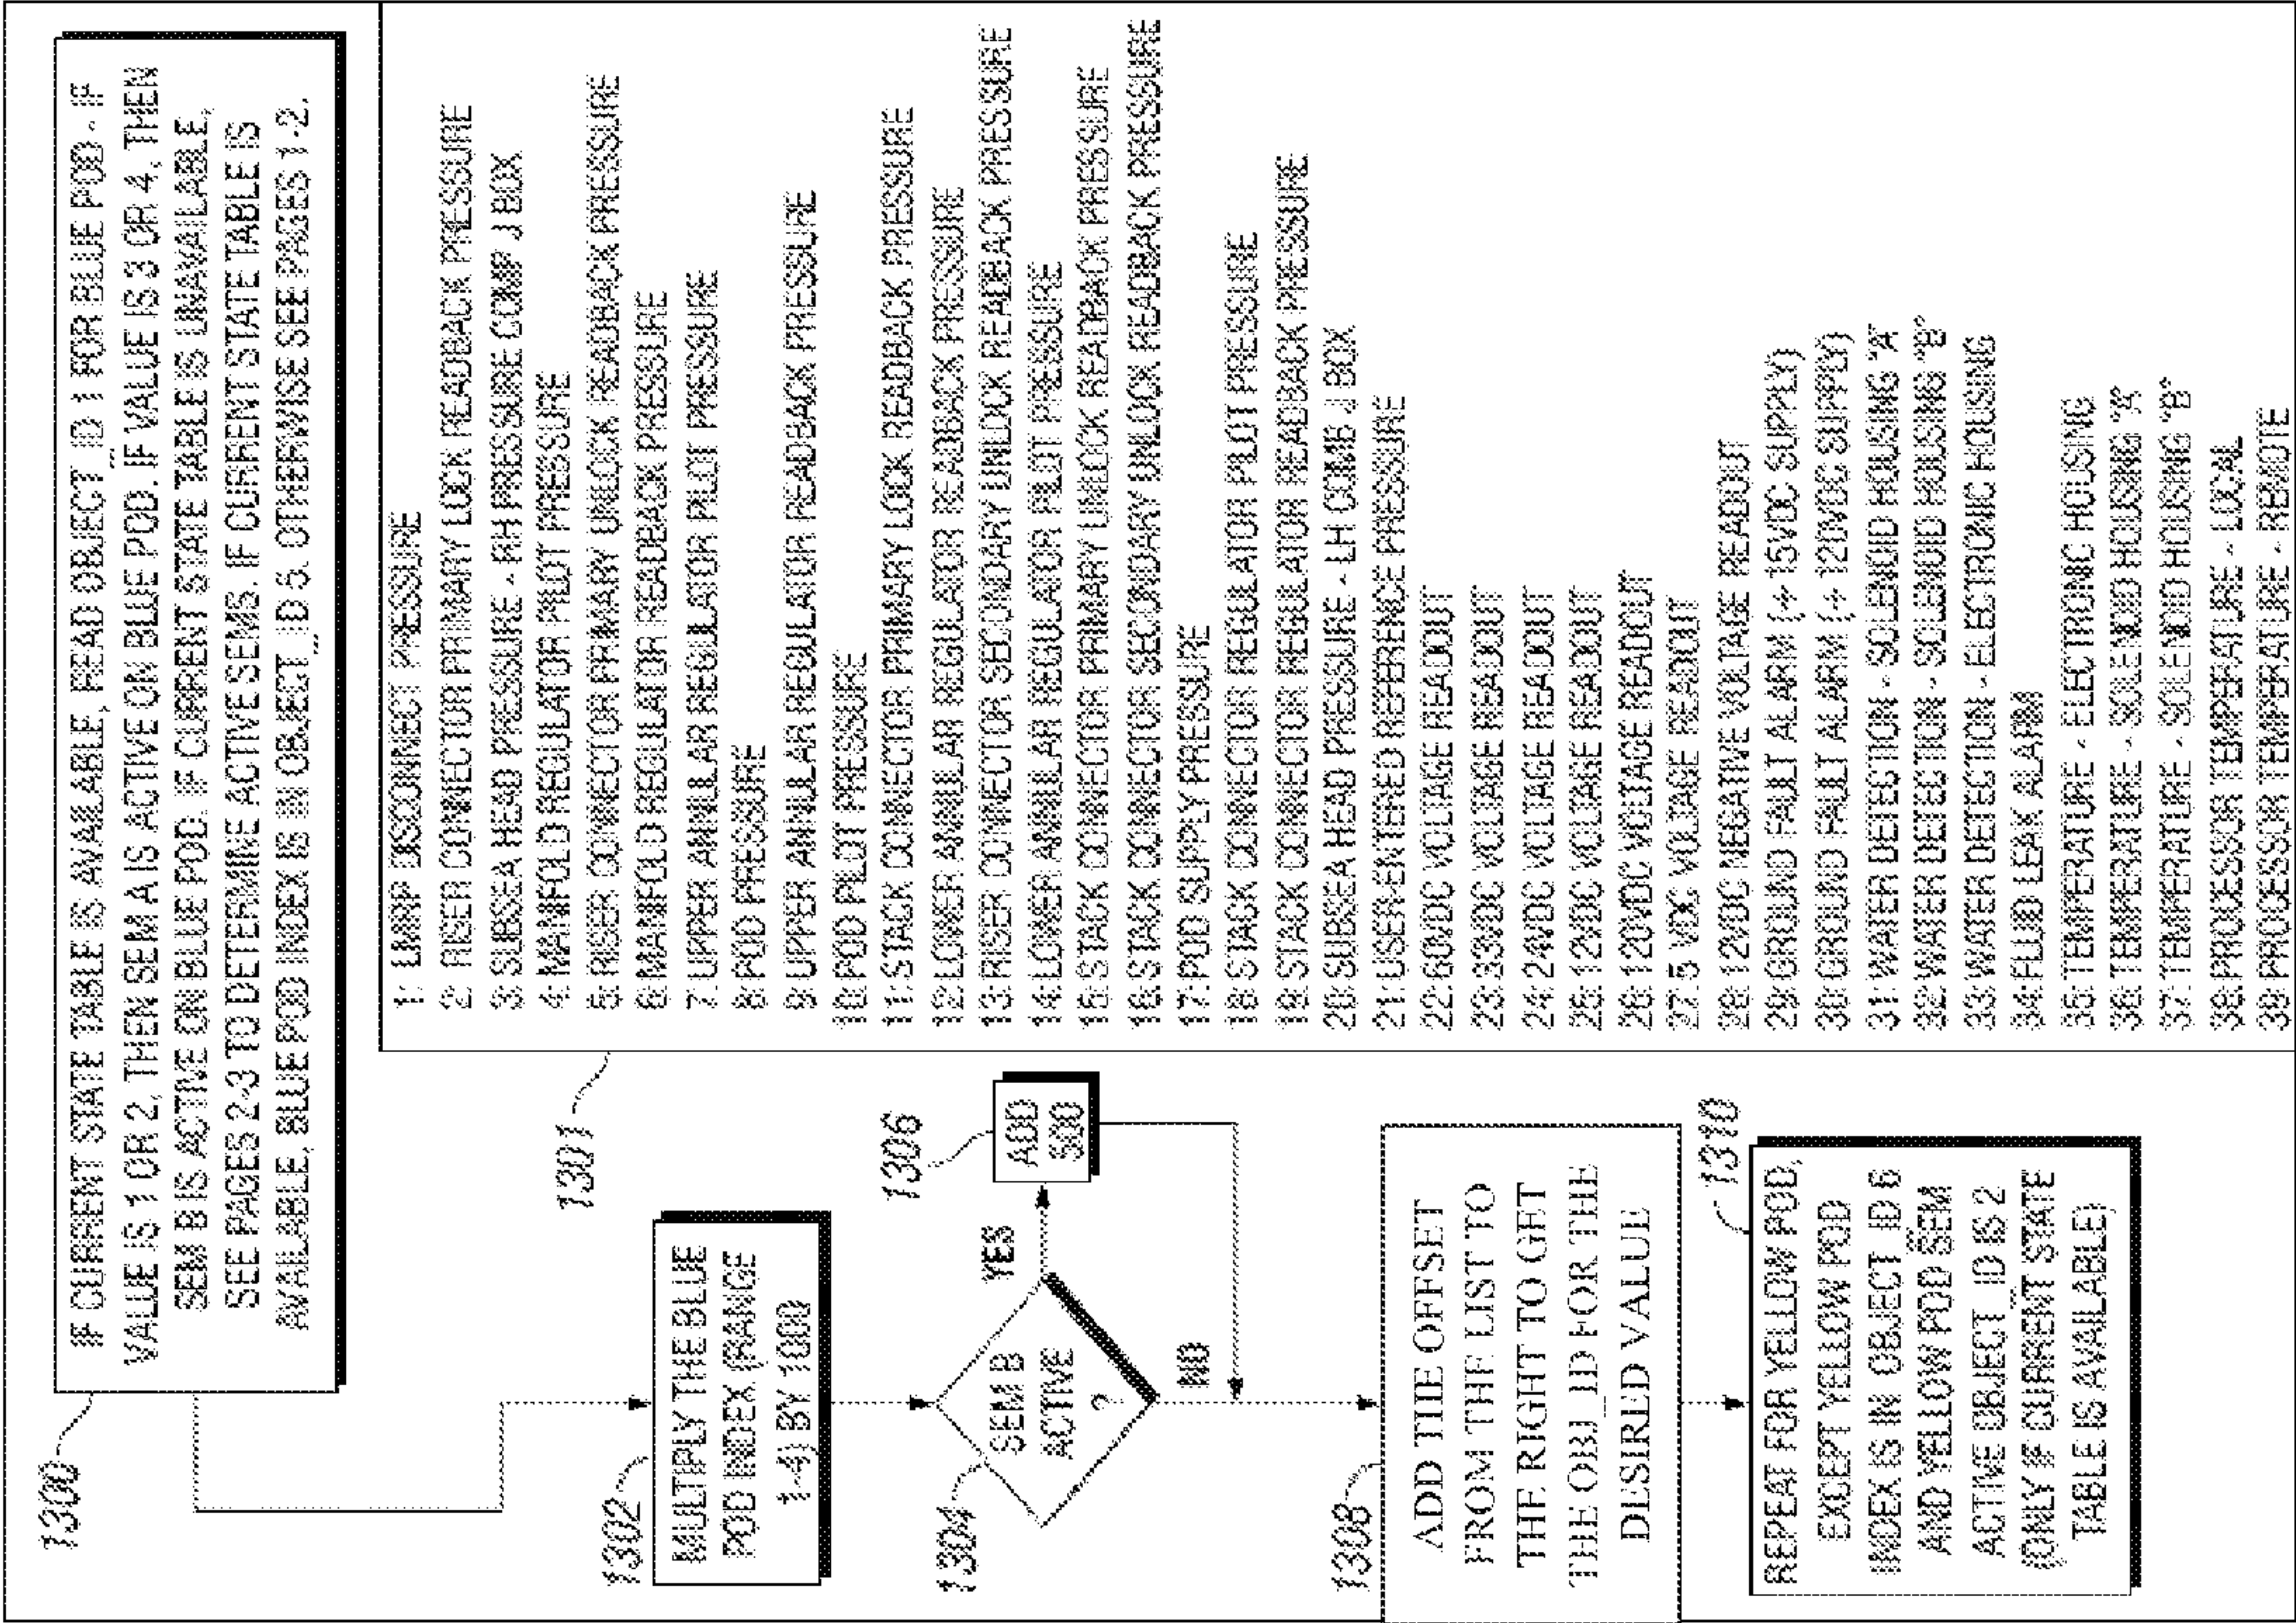 1300
IF CURRENT STATE TABLE IS AVAILABLE, READ OBJECT_ID 1 FOR BLUE POD - IF
VALUE IS 1 OR 2, THEN SEM A IS ACTIVE ON BLUE POD. IF VALUE IS 3 OR 4, THEN
SEM B IS ACTIVE ON BLUE POD. IF CURRENT STATE TABLE IS UNAVAILABLE,
SEE PAGES 2-3 TO DETERMINE ACTIVE SEMS. IF CURRENT STATE TABLE IS
AVAILABLE, BLUE POD INDEX IS IN OBJECT_ID 5. OTHERWISE SEE PAGES 1-2.
1302
MULTIPLY THE BLUE
POD INDEX (RANGE
1-4) BY 1000
1304
SEM B
ACTIVE
?
YES
NO
1306
ADD
500
1308
ADD THE OFFSET
FROM THE LIST TO
THE RIGHT TO GET
THE OBJ_ID FOR THE
DESIRED VALUE
1310
REPEAT FOR YELLOW POD,
EXCEPT YELLOW POD
INDEX IS IN OBJECT_ID 6
AND YELLOW POD SEM
ACTIVE OBJECT_ID IS 2
(ONLY IF CURRENT STATE
TABLE IS AVAILABLE)
1301
1: LMRP DISCONNECT PRESSURE
2: RISER CONNECTOR PRIMARY LOCK READBACK PRESSURE
3: SUBSEA HEAD PRESSURE - RH PRESSURE COMP J BOX
4: MANIFOLD REGULATOR PILOT PRESSURE
5: RISER CONNECTOR PRIMARY UNLOCK READBACK PRESSURE
6: MANIFOLD REGULATOR READBACK PRESSURE
7: UPPER ANNULAR REGULATOR PILOT PRESSURE
8: POD PRESSURE
9: UPPER ANNULAR REGULATOR READBACK PRESSURE
10: POD PILOT PRESSURE
11: STACK CONNECTOR PRIMARY LOCK READBACK PRESSURE
12: LOWER ANNULAR REGULATOR READBACK PRESSURE
13: RISER CONNECTOR SECONDARY UNLOCK READBACK PRESSURE
14: LOWER ANNULAR REGULATOR PILOT PRESSURE
15: STACK CONNECTOR PRIMARY UNLOCK READBACK PRESSURE
16: STACK CONNECTOR SECONDARY UNLOCK READBACK PRESSURE
17: POD SUPPLY PRESSURE
18: STACK CONNECTOR REGULATOR PILOT PRESSURE
19: STACK CONNECTOR REGULATOR READBACK PRESSURE
20: SUBSEA HEAD PRESSURE - LH COMB J BOX
21: USER-ENTERED REFERENCE PRESSURE
22: 60VDC VOLTAGE READOUT
23: 33VDC VOLTAGE READOUT
24: 24VDC VOLTAGE READOUT
25: 12VDC VOLTAGE READOUT
26: 120VDC VOLTAGE READOUT
27: 5 VDC VOLTAGE READOUT
28: 12VDC NEGATIVE VOLTAGE READOUT
29: GROUND FAULT ALARM (+ 15VDC SUPPLY)
30: GROUND FAULT ALARM (+ 120VDC SUPPLY)
31: WATER DETECTION - SOLENOID HOUSING "A"
32: WATER DETECTION - SOLENOID HOUSING "B"
33: WATER DETECTION - ELECTRONIC HOUSING
34: FLUID LEAK ALARM
35: TEMPERATURE - ELECTRONIC HOUSING
36: TEMPERATURE - SOLENOID HOUSING "A"
37: TEMPERATURE - SOLENOID HOUSING "B"
38: PROCESSOR TEMPERATURE - LOCAL
39: PROCESSOR TEMPERATURE - REMOTE